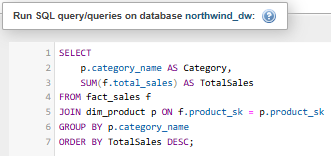 Run SQL query/queries on database northwind_dw:
1 SELECT
2     p.category_name AS Category,
3     SUM(f.total_sales) AS TotalSales
4 FROM fact_sales f
5 JOIN dim_product p ON f.product_sk = p.product_sk
6 GROUP BY p.category_name
7 ORDER BY TotalSales DESC;